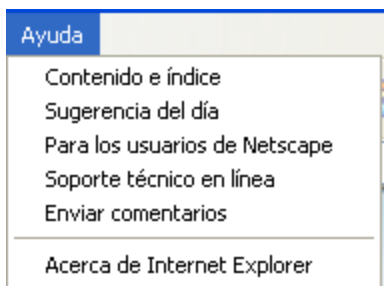 Ayuda
Contenido e índice
Sugerencia del día
Para los usuarios de Netscape
Soporte técnico en línea
Enviar comentarios
Acerca de Internet Explorer